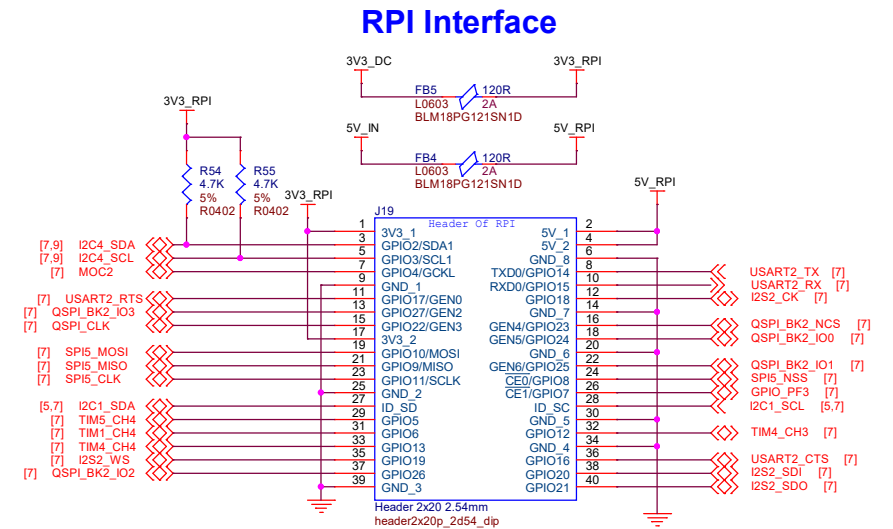 RPI Interface
3V3_DC 3V3_RPI
FB5 120R
L0603 2A
BLM18PG121SN1D
5V_IN 5V_RPI
FB4 120R
L0603 2A
BLM18PG121SN1D
3V3_RPI
R54 R55
4.7K 4.7K
5% 5%
R0402 R0402
3V3_RPI
5V_RPI
J19
Header Of RPI
1 3V3_1 5V_1 2
[7,9] I2C4_SDA 3 GPIO2/SDA1 5V_2 4
[7,9] I2C4_SCL 5 GPIO3/SCL1 GND_8 6
[7] MOC2 7 GPIO4/GCKL TXD0/GPIO14 8 USART2_TX [7]
9 GND_1 RXD0/GPIO15 10 USART2_RX [7]
[7] USART2_RTS 11 GPIO17/GEN0 GPIO18 12 I2S2_CK [7]
[7] QSPI_BK2_IO3 13 GPIO27/GEN2 GND_7 14
[7] QSPI_CLK 15 GPIO22/GEN3 GEN4/GPIO23 16 QSPI_BK2_NCS [7]
17 3V3_2 GEN5/GPIO24 18 QSPI_BK2_IO0 [7]
[7] SPI5_MOSI 19 GPIO10/MOSI GND_6 20
[7] SPI5_MISO 21 GPIO9/MISO GEN6/GPIO25 22 QSPI_BK2_IO1 [7]
[7] SPI5_CLK 23 GPIO11/SCLK CE0/GPIO8 24 SPI5_NSS [7]
25 GND_2 CE1/GPIO7 26 GPIO_PF3 [7]
[5,7] I2C1_SDA 27 ID_SD ID_SC 28 I2C1_SCL [5,7]
[7] TIM5_CH4 29 GPIO5 GND_5 30
[7] TIM1_CH4 31 GPIO6 GPIO12 32 TIM4_CH3 [7]
[7] TIM4_CH4 33 GPIO13 GND_4 34
[7] I2S2_WS 35 GPIO19 GPIO16 36 USART2_CTS [7]
[7] QSPI_BK2_IO2 37 GPIO26 GPIO20 38 I2S2_SDI [7]
39 GND_3 GPIO21 40 I2S2_SDO [7]
Header 2x20 2.54mm
header2x20p_2d54_dip